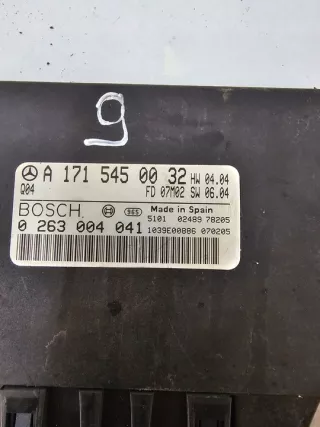 9
A 171 545 00 32 HW 04.04
Q04 FD 07M02 SW 06.04
BOSCH 965 Made in Spain
5101 02489 78205
0 263 004 041 1039E00886 070205